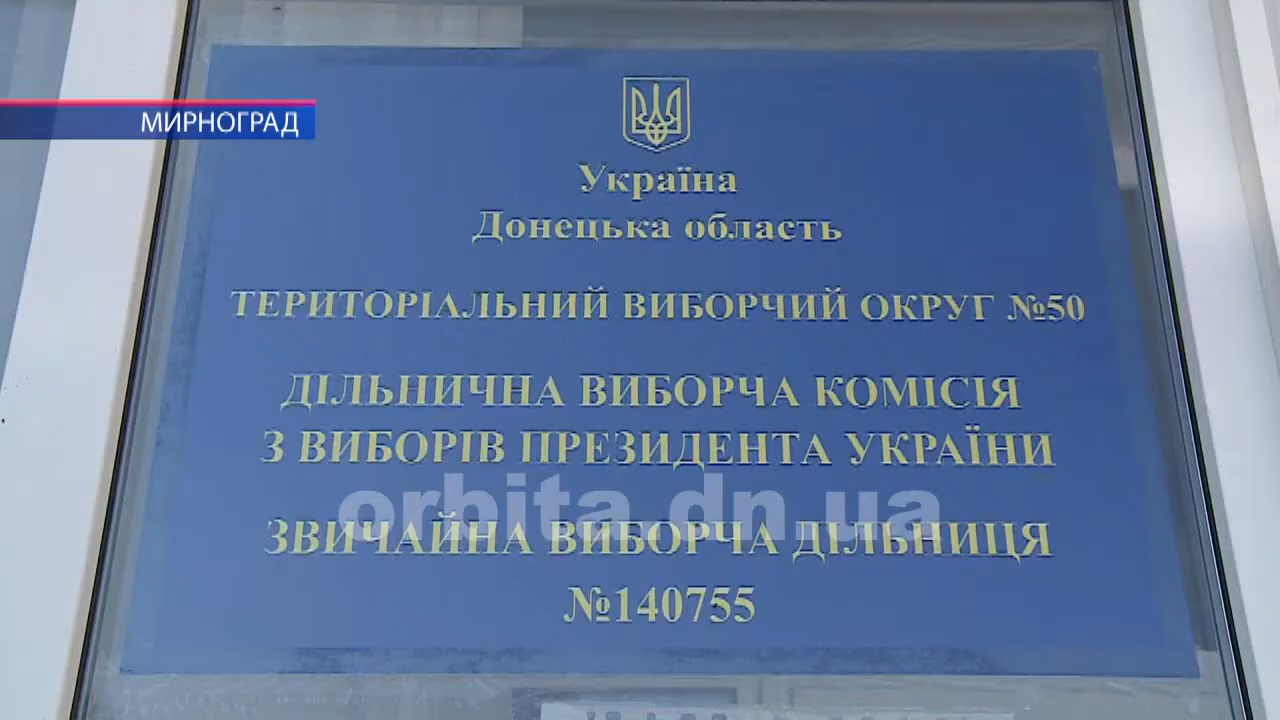 МИРНОГРАД
Україна
Донецька область
ТЕРИТОРІАЛЬНИЙ ВИБОРЧИЙ ОКРУГ №50
ДІЛЬНИЧНА ВИБОРЧА КОМІСІЯ
З ВИБОРІВ ПРЕЗИДЕНТА УКРАЇНИ
orbita.dn.ua
ЗВИЧАЙНА ВИБОРЧА ДІЛЬНИЦЯ
№140755